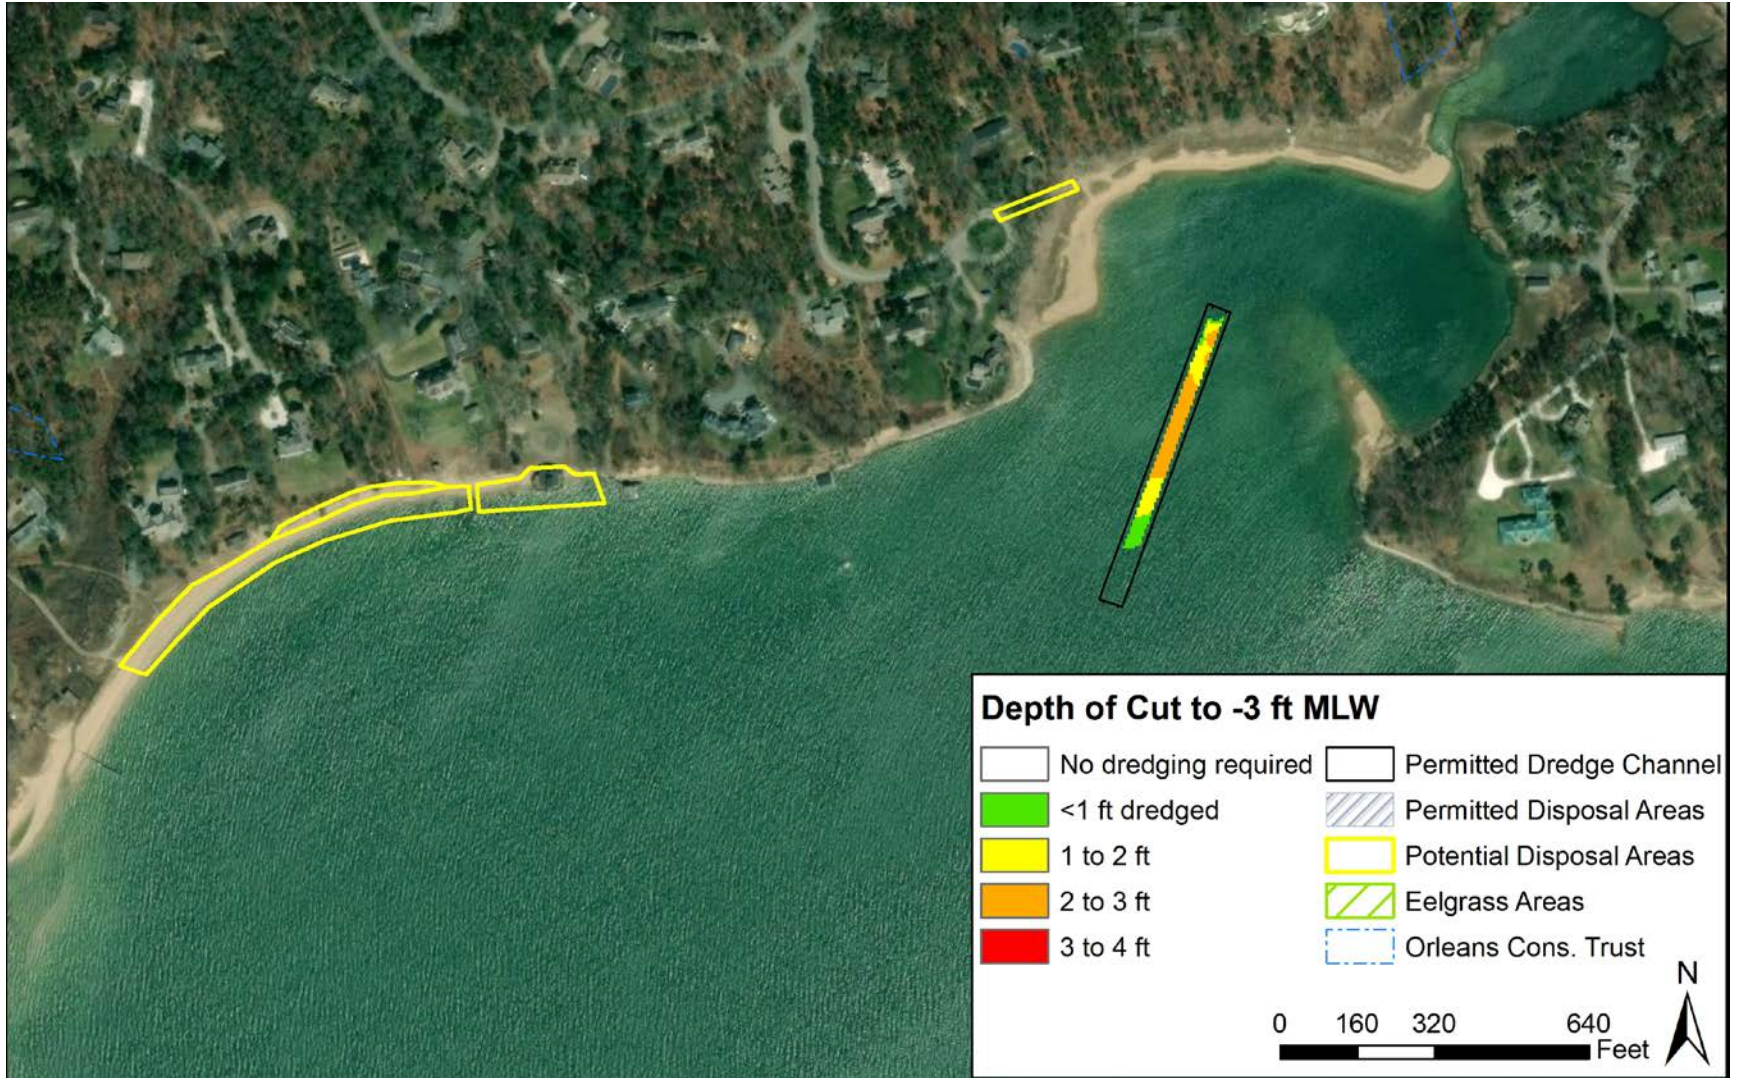 Depth of Cut to -3 ft MLW
No dredging required
<1 ft dredged
1 to 2 ft
2 to 3 ft
3 to 4 ft
Permitted Dredge Channel
Permitted Disposal Areas
Potential Disposal Areas
Eelgrass Areas
Orleans Cons. Trust
N
0 160 320 640
Feet